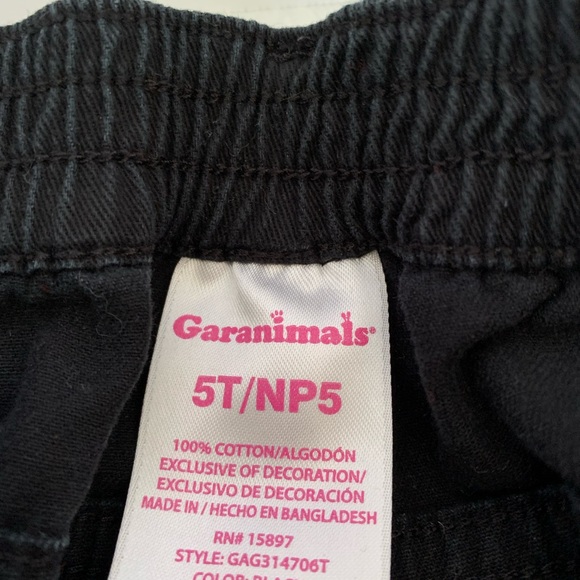 Garanimals®
5T/NP5
100% COTTON/ALGODÓN
EXCLUSIVE OF DECORATION/
EXCLUSIVO DE DECORACIÓN
MADE IN / HECHO EN BANGLADESH
RN# 15897
STYLE: GAG314706T
COLOR: